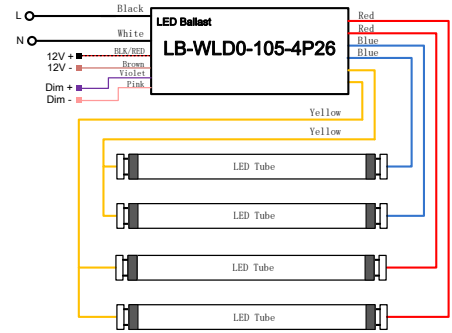 L
Black
LED Ballast
LB-WLD0-105-4P26
Red
Red
Blue
Blue
N
White
12V +
BLK/RED
12V -
Brown
Violet
Dim +
Pink
Dim -
Yellow
Yellow
LED Tube
LED Tube
LED Tube
LED Tube